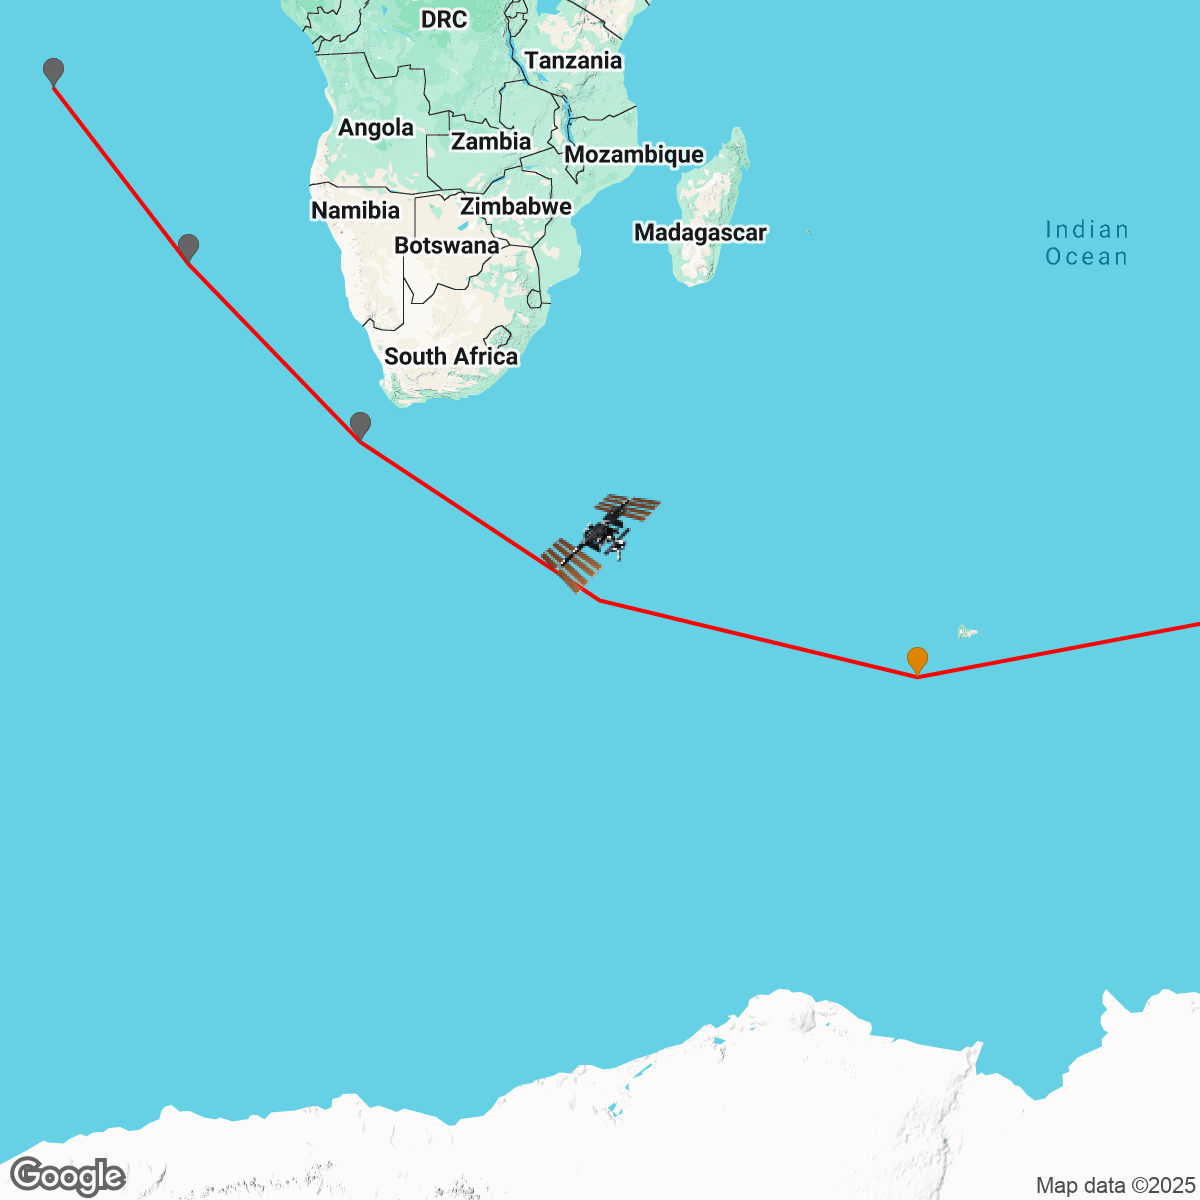 DRC
Tanzania
Angola
Zambia
Mozambique
Namibia
Zimbabwe
Botswana
Madagascar
Indian
Ocean
South Africa
Google
Map data ©2025